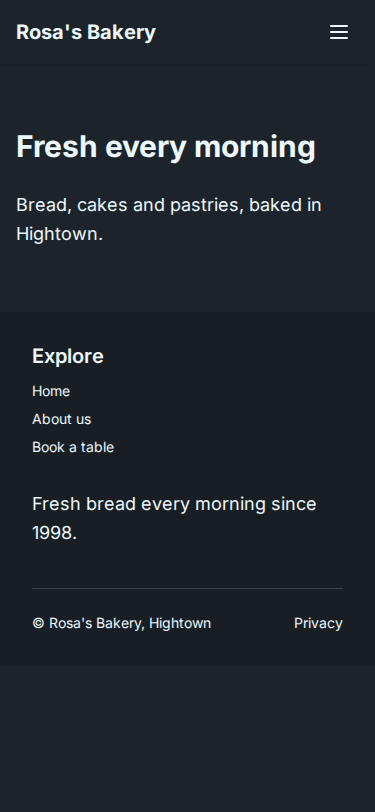 Rosa's Bakery
Fresh every morning
Bread, cakes and pastries, baked in
Hightown.
Explore
Home
About us
Book a table
Fresh bread every morning since
1998.
© Rosa's Bakery, Hightown Privacy